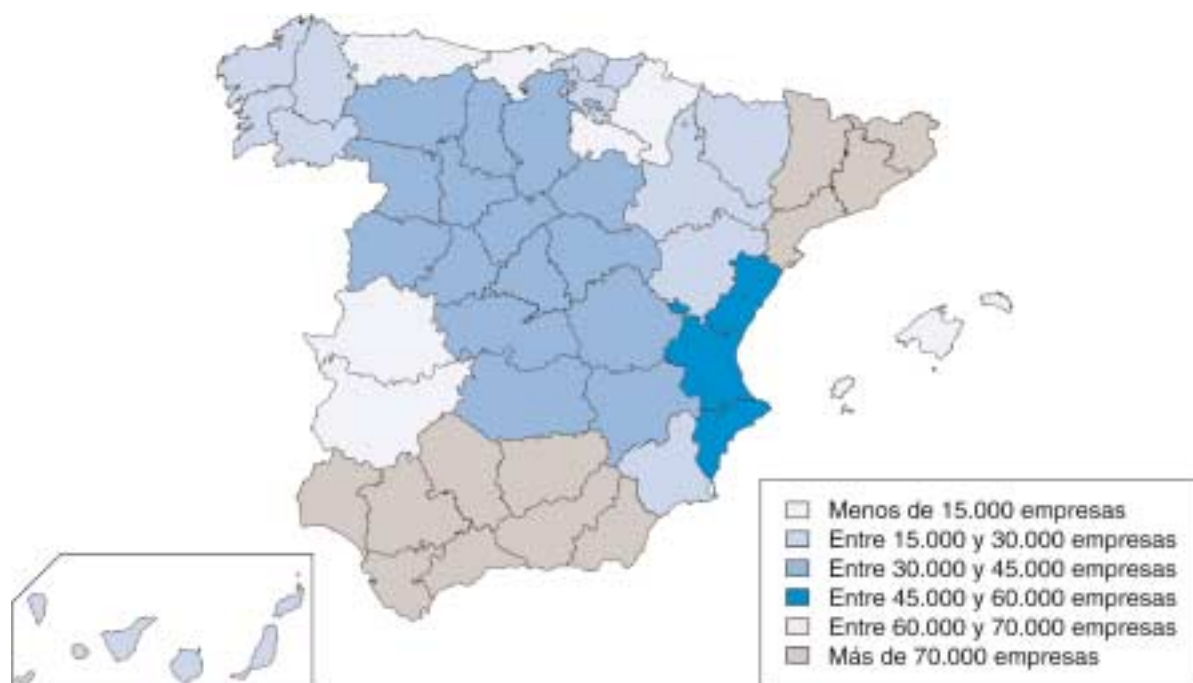 Menos de 15.000 empresas
Entre 15.000 y 30.000 empresas
Entre 30.000 y 45.000 empresas
Entre 45.000 y 60.000 empresas
Entre 60.000 y 70.000 empresas
Más de 70.000 empresas